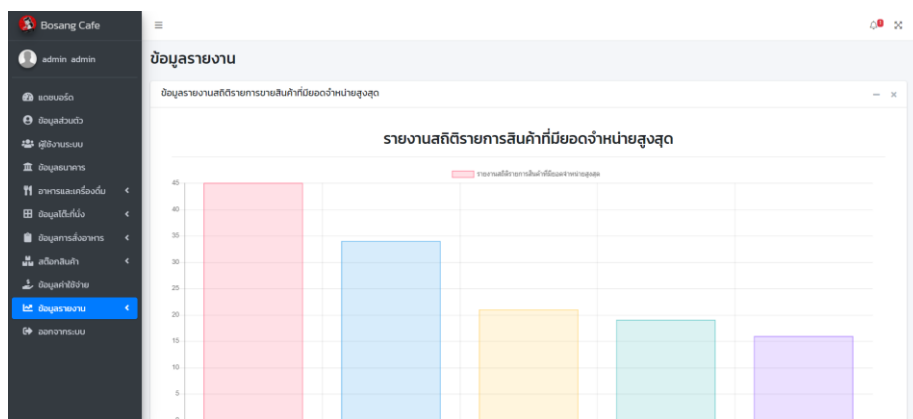 Bosang Cafe
admin admin
แดชบอร์ด
ข้อมูลส่วนตัว
ผู้ใช้งานระบบ
ข้อมูลธนาคาร
อาหารและเครื่องดื่ม
ข้อมูลโต๊ะที่นั่ง
ข้อมูลการสั่งอาหาร
สต๊อกสินค้า
ข้อมูลค่าใช้จ่าย
ข้อมูลรายงาน
ออกจากระบบ
ข้อมูลรายงาน
ข้อมูลรายงานสถิติรายการขายสินค้าที่มียอดจำหน่ายสูงสุด
รายงานสถิติรายการสินค้าที่มียอดจำหน่ายสูงสุด
รายงานสถิติรายการสินค้าที่มียอดจำหน่ายสูงสุด
45
40
35
30
25
20
15
10
5